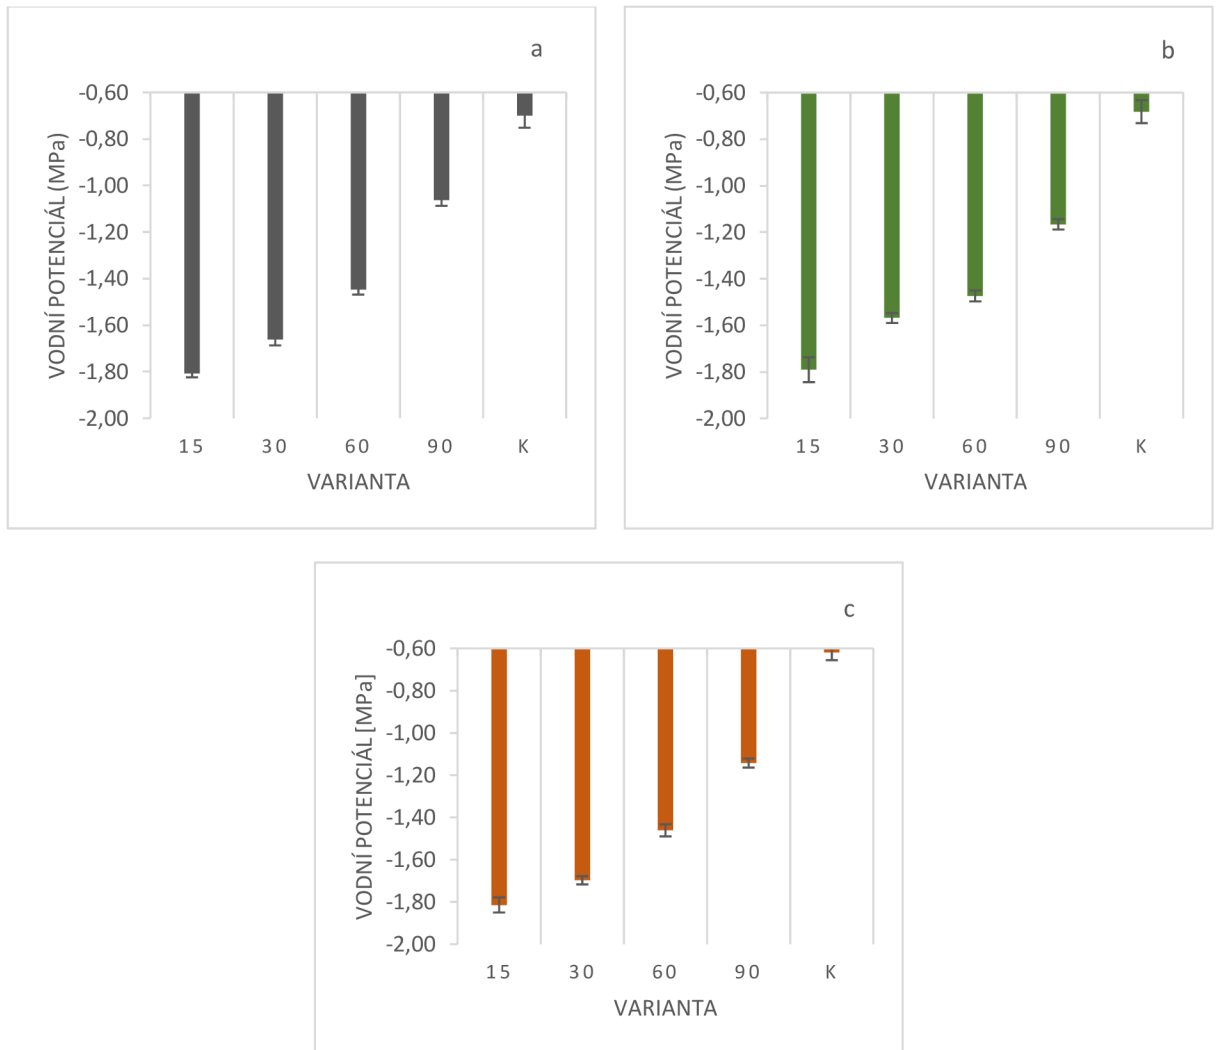 a
-0,60
-0,80
-1,00
-1,20
-1,40
-1,60
-1,80
-2,00
VODNÍ POTENCIÁL (MPa)
15 30 60 90 K
VARIANTA
b
-0,60
-0,80
-1,00
-1,20
-1,40
-1,60
-1,80
-2,00
VODNÍ POTENCIÁL (MPa)
15 30 60 90 K
VARIANTA
c
-0,60
-0,80
-1,00
-1,20
-1,40
-1,60
-1,80
-2,00
VODNÍ POTENCIÁL [MPa]
15 30 60 90 K
VARIANTA